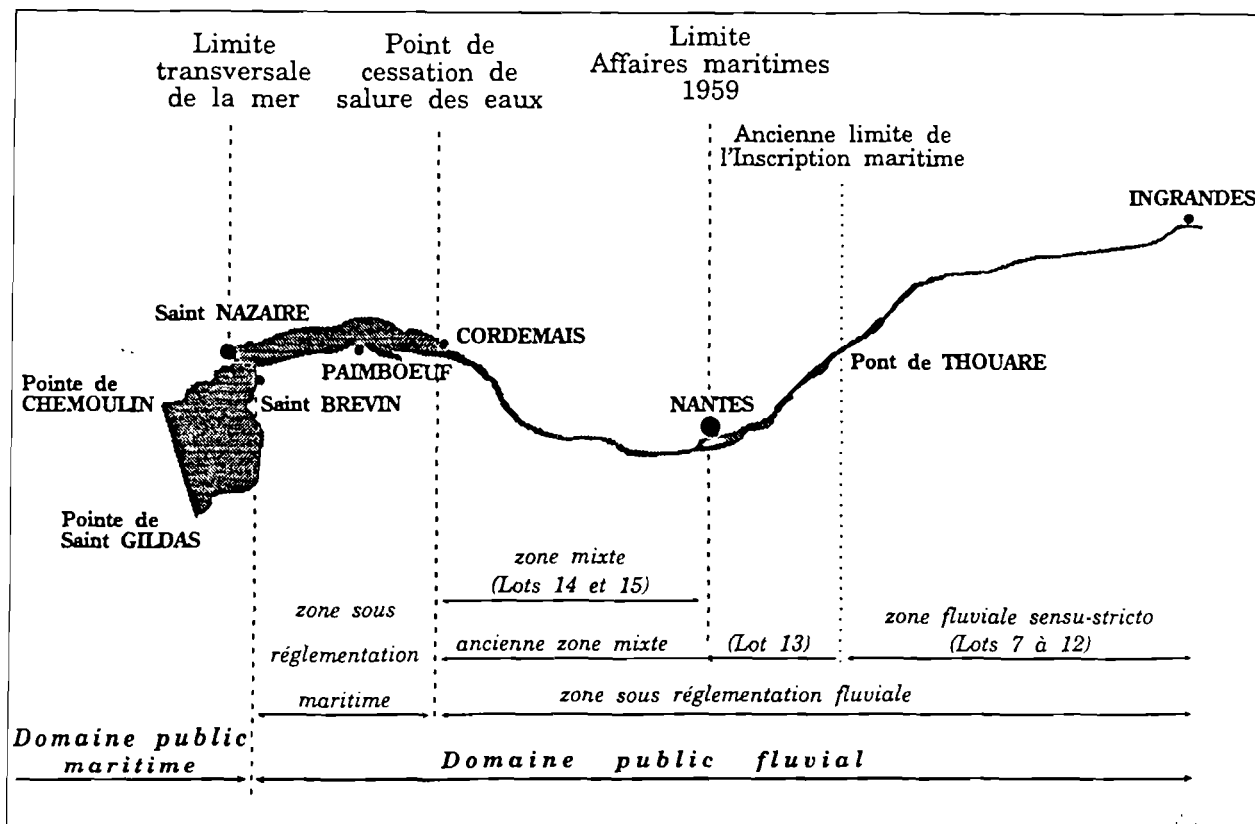 Limite
transversale
de la mer
Point de
cessation de
salure des eaux
Limite
Affaires maritimes
1959
Ancienne limite de
l'Inscription maritime
INGRANDES
Saint NAZAIRE
CORDEMAIS
PAIMBOEUF
Pont de THOUARE
Pointe de
CHEMOULIN
Saint BREVIN
NANTES
Pointe de
Saint GILDAS
zone mixte
(Lots 14 et 15)
zone sous
réglementation
maritime
ancienne zone mixte
(Lot 13)
zone fluviale sensu-stricto
(Lots 7 à 12)
zone sous réglementation fluviale
Domaine public
maritime
Domaine public fluvial